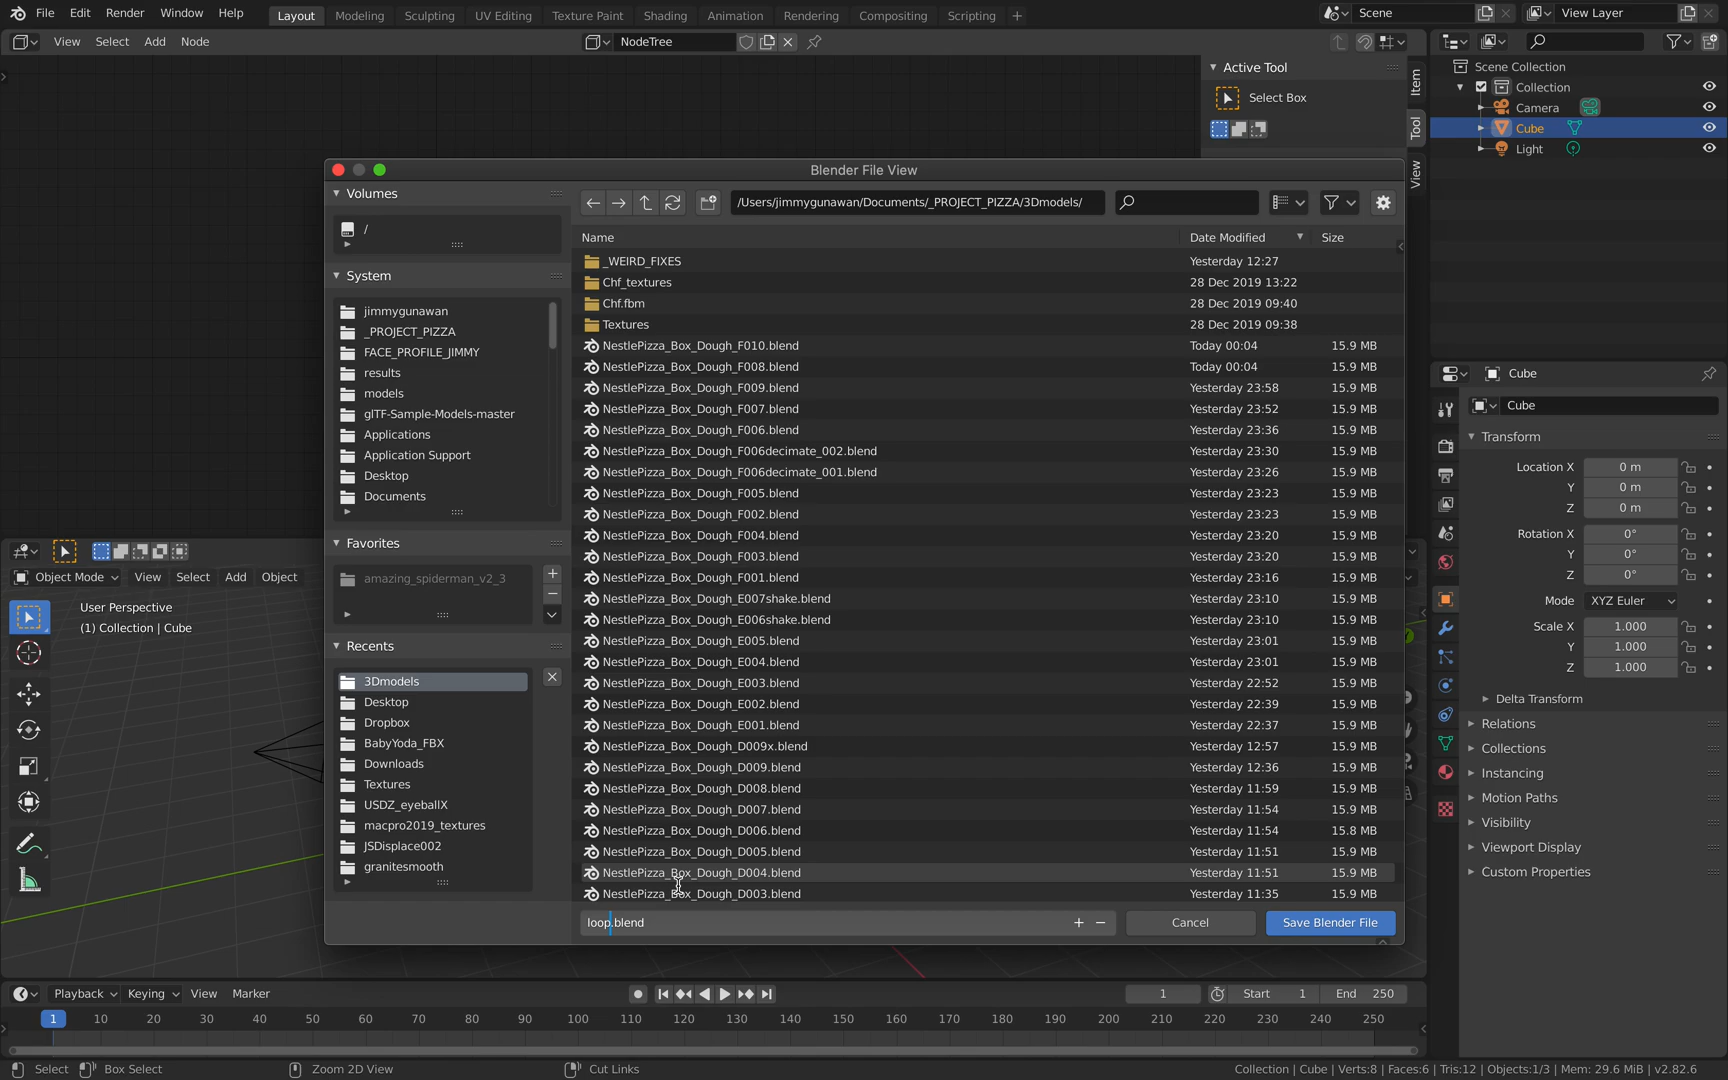 File Edit Render Window Help Layout Modeling Sculpting UV Editing Texture Paint Shading Animation Rendering Compositing Scripting + Scene View Layer
View Select Add Node NodeTree
Active Tool
Select Box
Item
Tool
View
Scene Collection
Collection
Camera
Cube
Light
Blender File View
Volumes
/
System
jimmygunawan
_PROJECT_PIZZA
FACE_PROFILE_JIMMY
results
models
glTF-Sample-Models-master
Applications
Application Support
Desktop
Documents
Favorites
amazing_spiderman_v2_3
Recents
3Dmodels
Desktop
Dropbox
BabyYoda_FBX
Downloads
Textures
USDZ_eyeballX
macpro2019_textures
JSDisplace002
granitesmooth
/Users/jimmygunawan/Documents/_PROJECT_PIZZA/3Dmodels/
Name Date Modified Size
_WEIRD_FIXES Yesterday 12:27
Chf_textures 28 Dec 2019 13:22
Chf.fbm 28 Dec 2019 09:40
Textures 28 Dec 2019 09:38
NestlePizza_Box_Dough_F010.blend Today 00:04 15.9 MB
NestlePizza_Box_Dough_F008.blend Today 00:04 15.9 MB
NestlePizza_Box_Dough_F009.blend Yesterday 23:58 15.9 MB
NestlePizza_Box_Dough_F007.blend Yesterday 23:52 15.9 MB
NestlePizza_Box_Dough_F006.blend Yesterday 23:36 15.9 MB
NestlePizza_Box_Dough_F006decimate_002.blend Yesterday 23:30 15.9 MB
NestlePizza_Box_Dough_F006decimate_001.blend Yesterday 23:26 15.9 MB
NestlePizza_Box_Dough_F005.blend Yesterday 23:23 15.9 MB
NestlePizza_Box_Dough_F002.blend Yesterday 23:23 15.9 MB
NestlePizza_Box_Dough_F004.blend Yesterday 23:20 15.9 MB
NestlePizza_Box_Dough_F003.blend Yesterday 23:20 15.9 MB
NestlePizza_Box_Dough_F001.blend Yesterday 23:16 15.9 MB
NestlePizza_Box_Dough_E007shake.blend Yesterday 23:10 15.9 MB
NestlePizza_Box_Dough_E006shake.blend Yesterday 23:10 15.9 MB
NestlePizza_Box_Dough_E005.blend Yesterday 23:01 15.9 MB
NestlePizza_Box_Dough_E004.blend Yesterday 23:01 15.9 MB
NestlePizza_Box_Dough_E003.blend Yesterday 22:52 15.9 MB
NestlePizza_Box_Dough_E002.blend Yesterday 22:39 15.9 MB
NestlePizza_Box_Dough_E001.blend Yesterday 22:37 15.9 MB
NestlePizza_Box_Dough_D009x.blend Yesterday 12:57 15.9 MB
NestlePizza_Box_Dough_D009.blend Yesterday 12:36 15.9 MB
NestlePizza_Box_Dough_D008.blend Yesterday 11:59 15.9 MB
NestlePizza_Box_Dough_D007.blend Yesterday 11:54 15.9 MB
NestlePizza_Box_Dough_D006.blend Yesterday 11:54 15.8 MB
NestlePizza_Box_Dough_D005.blend Yesterday 11:51 15.9 MB
NestlePizza_Box_Dough_D004.blend Yesterday 11:51 15.9 MB
NestlePizza_Box_Dough_D003.blend Yesterday 11:35 15.9 MB
loop.blend + − Cancel Save Blender File
Object Mode View Select Add Object
User Perspective
(1) Collection | Cube
Cube
Cube
Transform
Location X 0 m
Y 0 m
Z 0 m
Rotation X 0°
Y 0°
Z 0°
Mode XYZ Euler
Scale X 1.000
Y 1.000
Z 1.000
Delta Transform
Relations
Collections
Instancing
Motion Paths
Visibility
Viewport Display
Custom Properties
Playback Keying View Marker 1 Start 1 End 250
1 10 20 30 40 50 60 70 80 90 100 110 120 130 140 150 160 170 180 190 200 210 220 230 240 250
Select Box Select Zoom 2D View Cut Links Collection | Cube | Verts:8 | Faces:6 | Tris:12 | Objects:1/3 | Mem: 29.6 MiB | v2.82.6